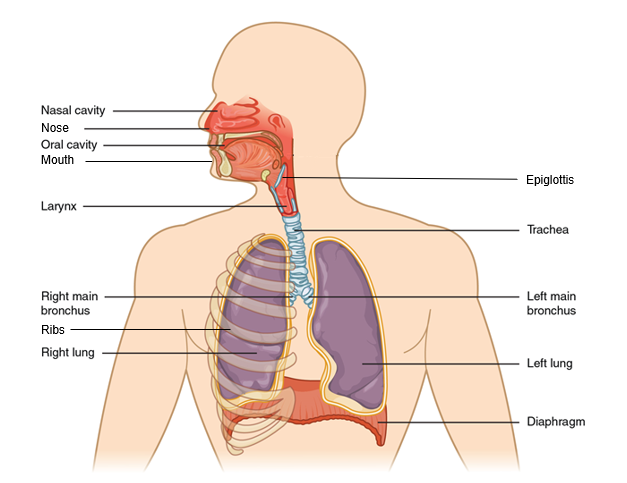 Nasal cavity
Nose
Oral cavity
Mouth
Larynx
Right main
bronchus
Ribs
Right lung
Epiglottis
Trachea
Left main
bronchus
Left lung
Diaphragm